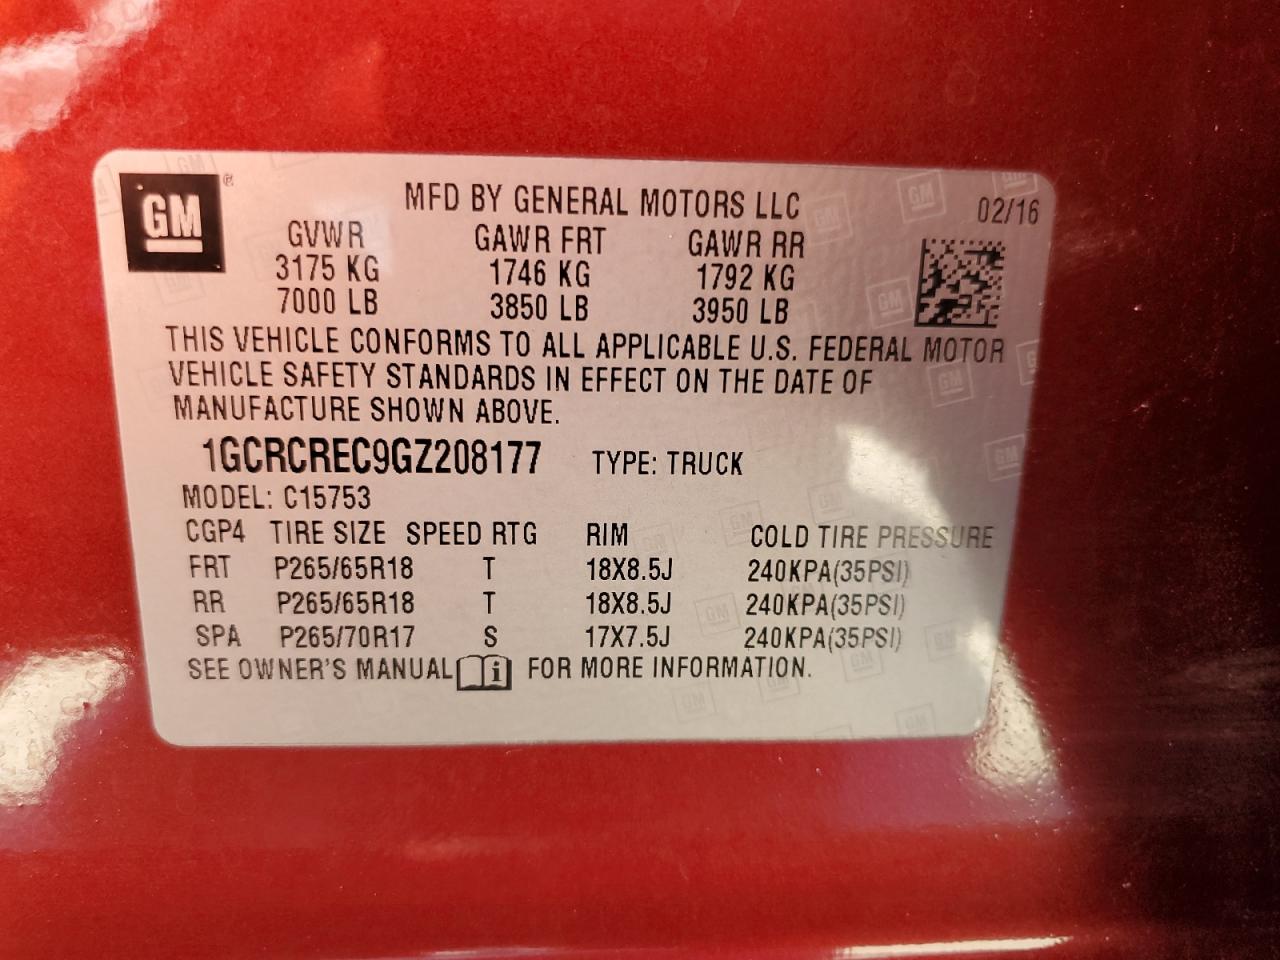 GM
MFD BY GENERAL MOTORS LLC 02/16
GVWR GAWR FRT GAWR RR
3175 KG 1746 KG 1792 KG
7000 LB 3850 LB 3950 LB
THIS VEHICLE CONFORMS TO ALL APPLICABLE U.S. FEDERAL MOTOR
VEHICLE SAFETY STANDARDS IN EFFECT ON THE DATE OF
MANUFACTURE SHOWN ABOVE.
1GCRCREC9GZ208177 TYPE: TRUCK
MODEL: C15753
CGP4 TIRE SIZE SPEED RTG RIM COLD TIRE PRESSURE
FRT P265/65R18 T 18X8.5J 240KPA(35PSI)
RR P265/65R18 T 18X8.5J 240KPA(35PSI)
SPA P265/70R17 S 17X7.5J 240KPA(35PSI)
SEE OWNER'S MANUAL i FOR MORE INFORMATION.